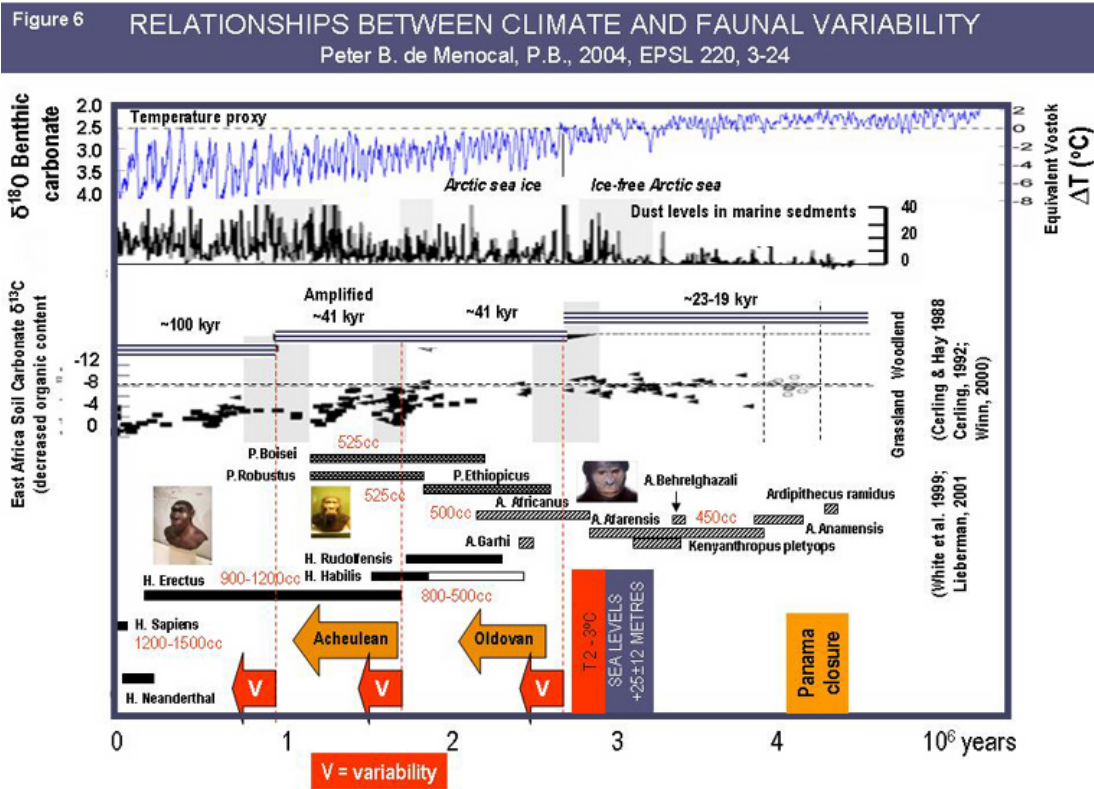 Figure 6
RELATIONSHIPS BETWEEN CLIMATE AND FAUNAL VARIABILITY
Peter B. de Menocal, P.B., 2004, EPSL 220, 3-24
δ18O Benthic
carbonate
2.0
2.5
3.0
3.5
4.0
Temperature proxy
2
0
-2
-4
-6
-8
Equivalent Vostok
ΔT (ºC)
Arctic sea ice
Ice-free Arctic sea
Dust levels in marine sediments
40
20
0
East Africa Soil Carbonate δ13C
(decreased organic content)
~100 kyr
Amplified
~41 kyr
~41 kyr
~23-19 kyr
-12
-8
-4
0
Grassland Woodlend
(Cerling & Hay 1988
Cerling, 1992;
Winn, 2000)
P.Boisei
525cc
P.Robustus
525cc
P.Ethiopicus
500cc
A. Africanus
A.Behrelghazali
Ardipithecus ramidus
A. Afarensis
450cc
A. Anamensis
Kenyanthropus pletyops
A.Garhi
H. Rudolfensis
H. Habilis
800-500cc
H. Erectus
900-1200cc
H. Sapiens
1200-1500cc
H. Neanderthal
(White et al. 1999;
Lieberman, 2001
Acheulean
Oldovan
V
V
V
T 2 - 3ºC
SEA LEVELS
+25±12 METRES
Panama
closure
0
1
2
3
4
10⁶ years
V = variability